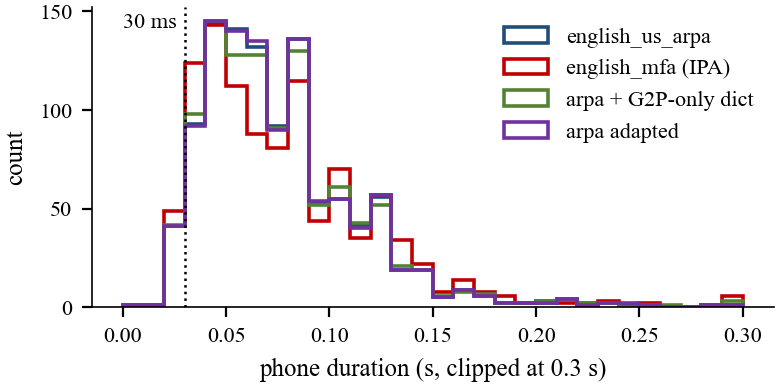 150
100
50
0
count
30 ms
english_us_arpa
english_mfa (IPA)
arpa + G2P-only dict
arpa adapted
0.00 0.05 0.10 0.15 0.20 0.25 0.30
phone duration (s, clipped at 0.3 s)